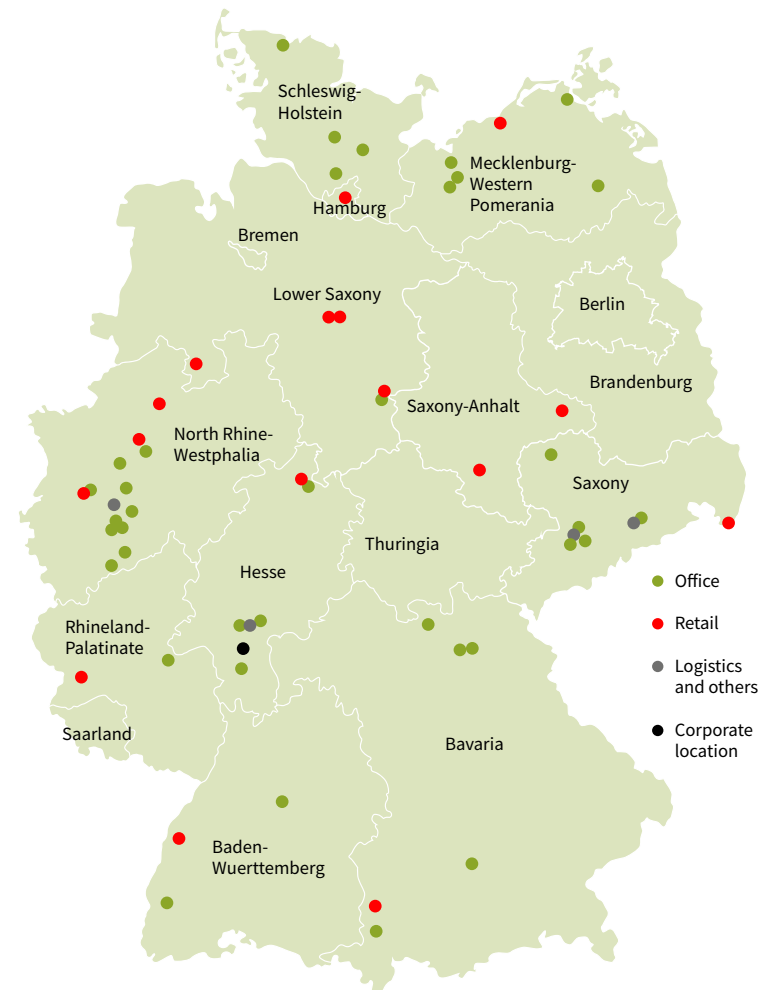 Schleswig-
Holstein
Mecklenburg-
Western
Pomerania
Hamburg
Bremen
Lower Saxony
Berlin
Brandenburg
Saxony-Anhalt
North Rhine-
Westphalia
Saxony
Thuringia
Hesse
Office
Retail
Rhineland-
Palatinate
Logistics
and others
Saarland
Corporate
location
Bavaria
Baden-
Wuerttemberg